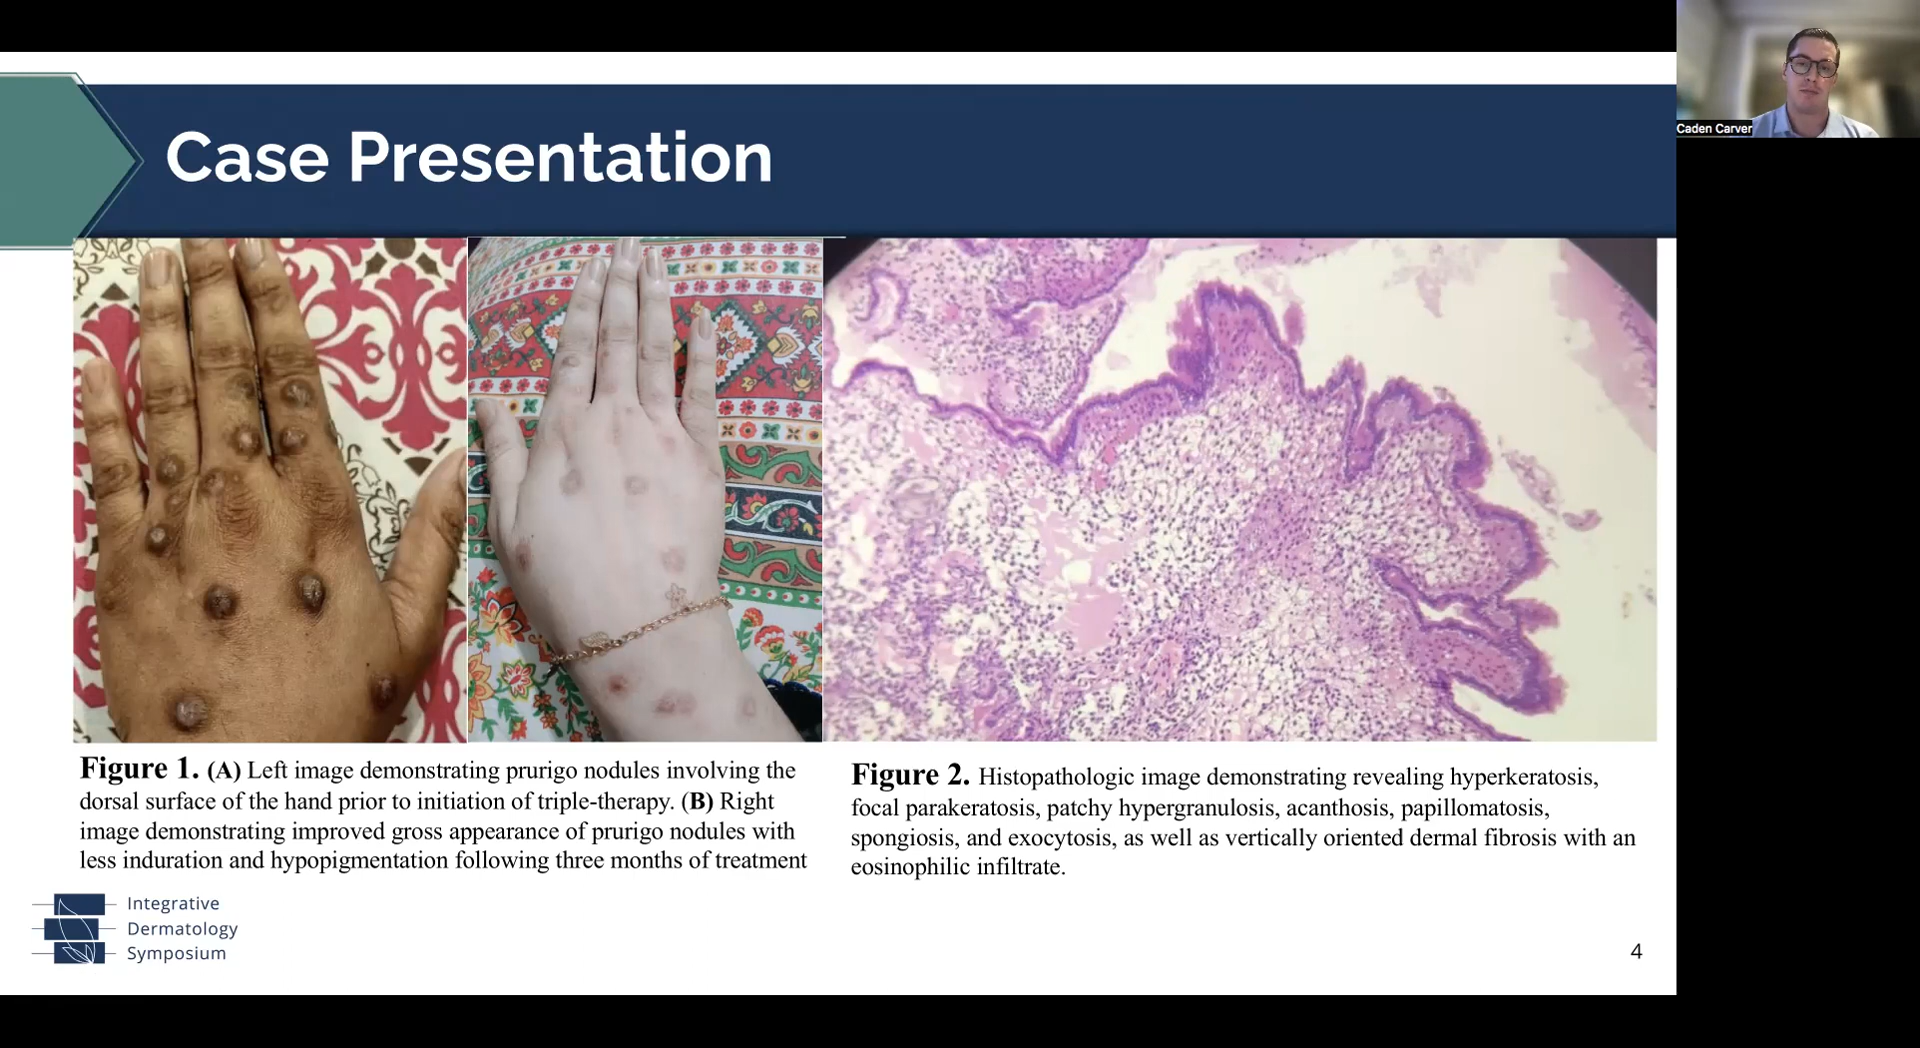 Case Presentation
Caden Carver
Figure 1. (A) Left image demonstrating prurigo nodules involving the
dorsal surface of the hand prior to initiation of triple-therapy. (B) Right
image demonstrating improved gross appearance of prurigo nodules with
less induration and hypopigmentation following three months of treatment
Figure 2. Histopathologic image demonstrating revealing hyperkeratosis,
focal parakeratosis, patchy hypergranulosis, acanthosis, papillomatosis,
spongiosis, and exocytosis, as well as vertically oriented dermal fibrosis with an
eosinophilic infiltrate.
Integrative
Dermatology
Symposium
4